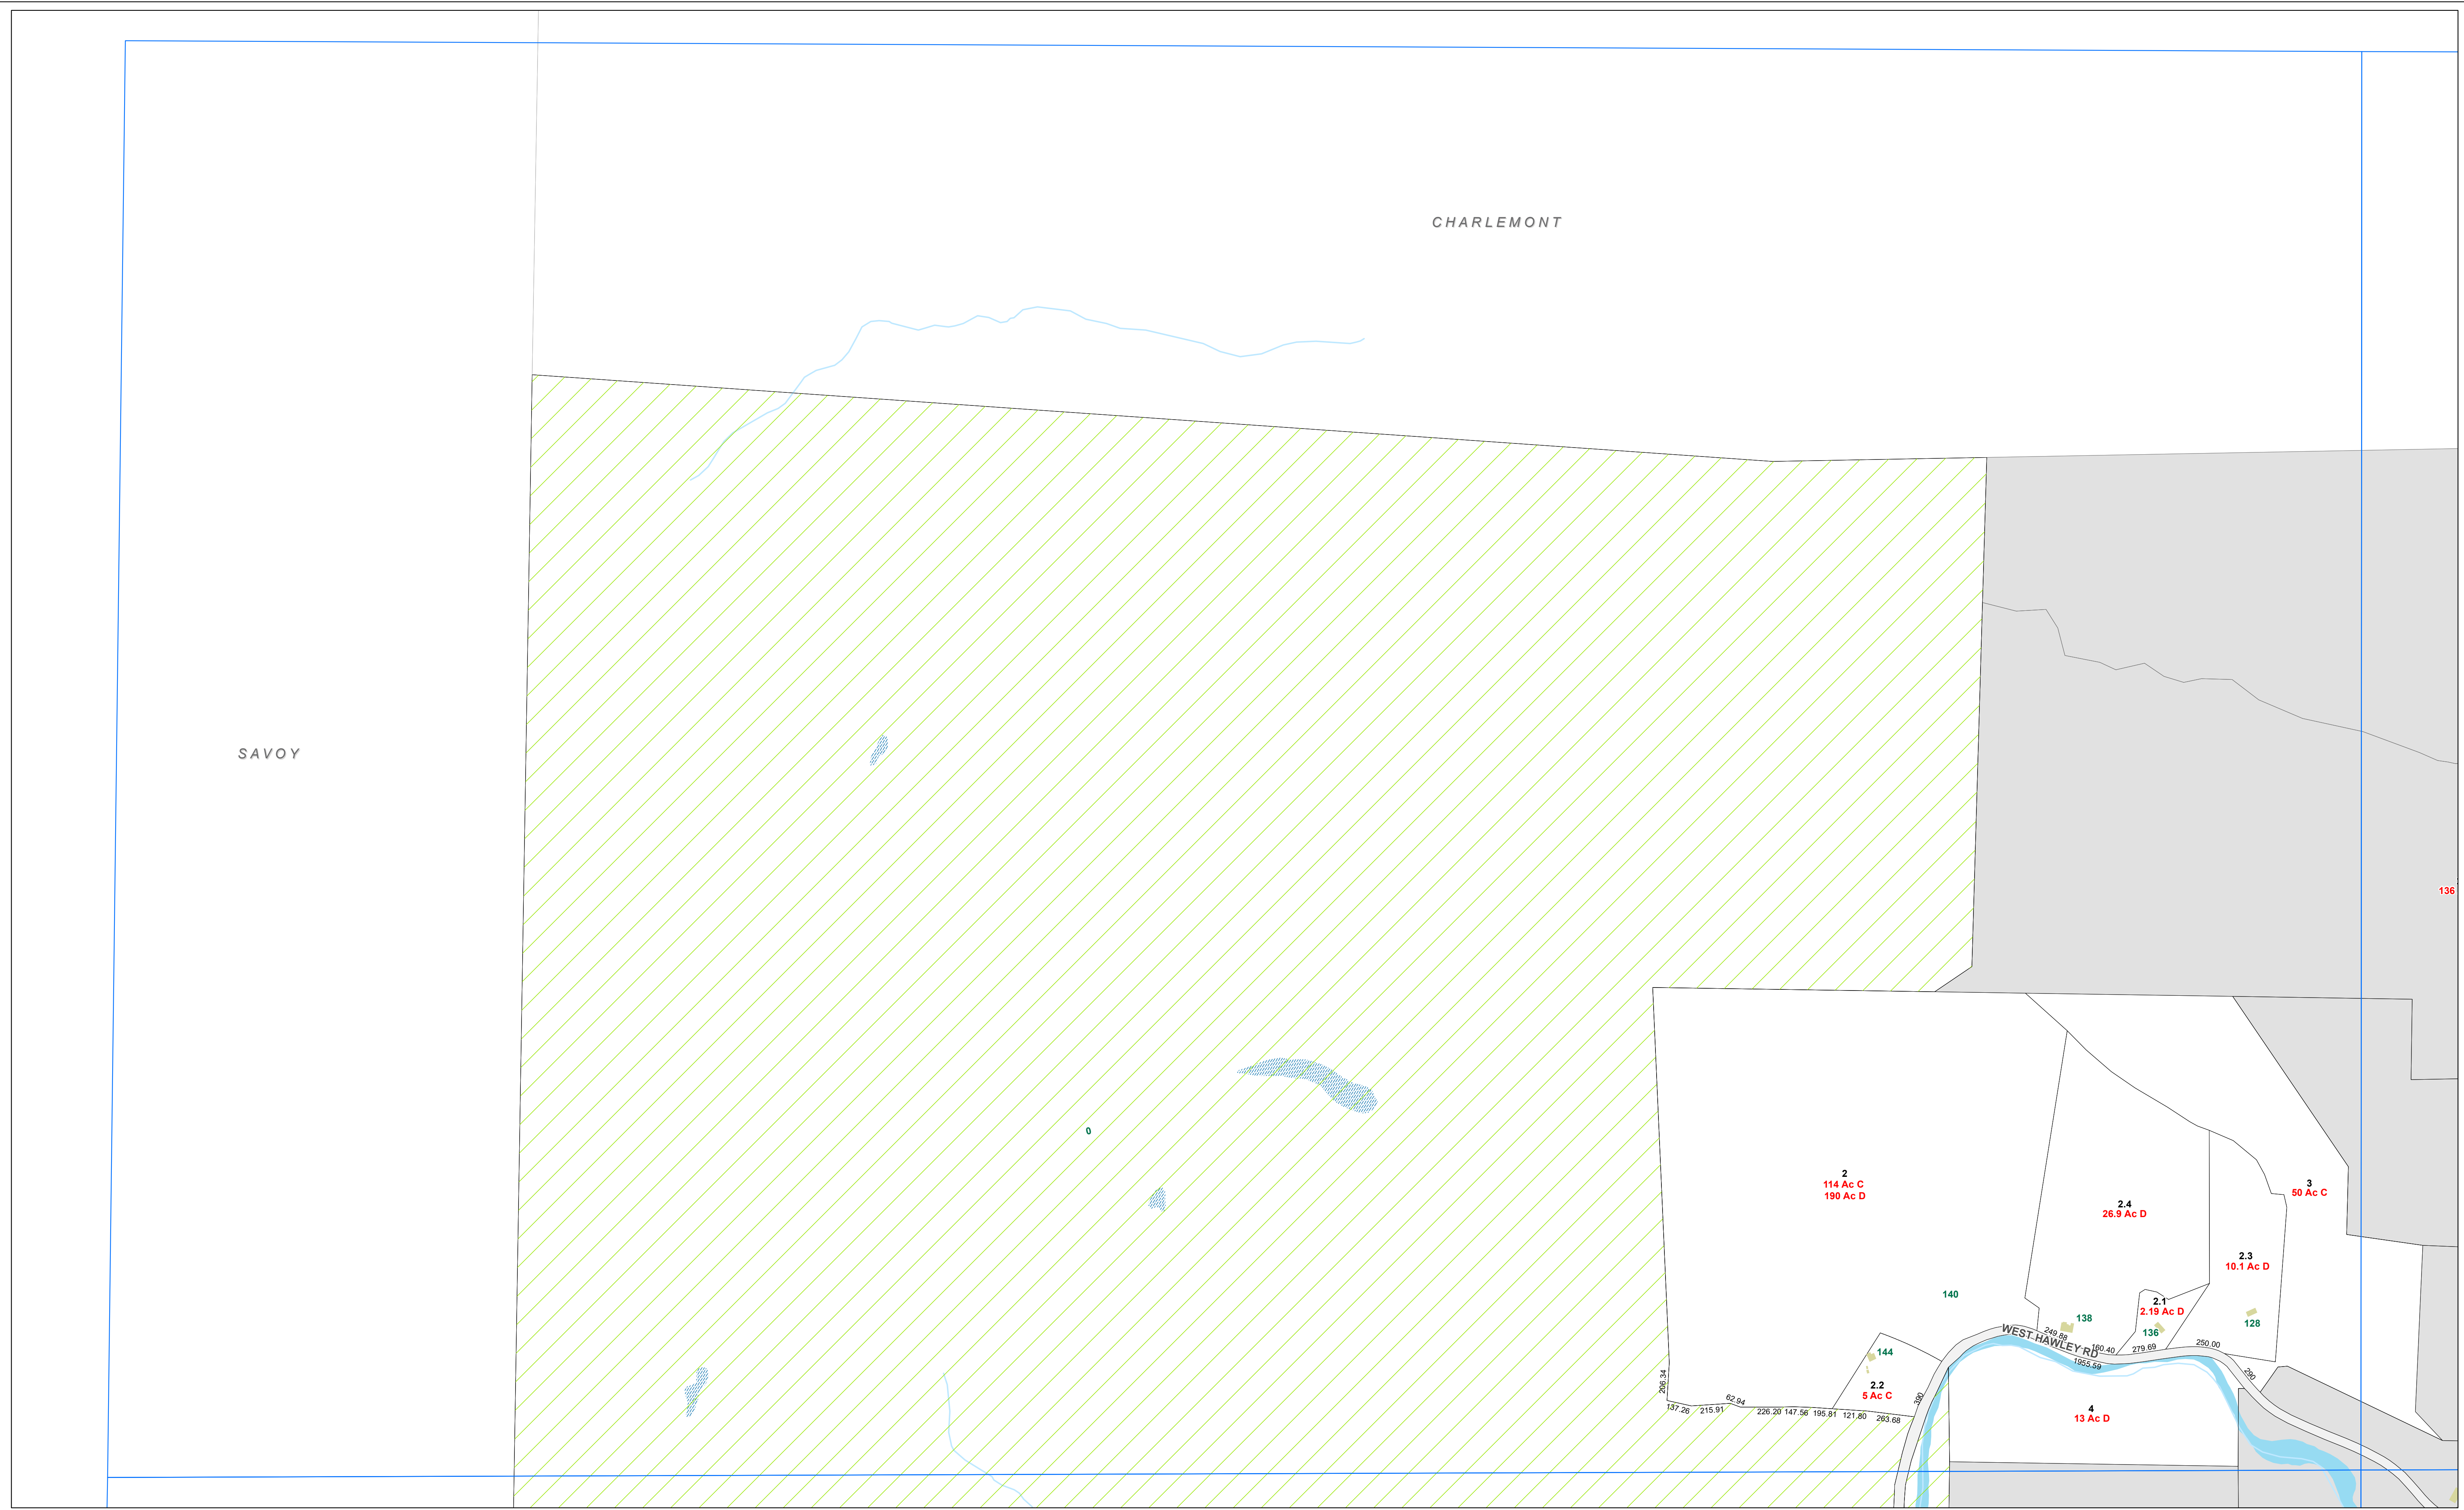 CHARLEMONT
SAVOY
136
0
2
114 Ac C
190 Ac D
3
50 Ac C
2.4
26.9 Ac D
2.3
10.1 Ac D
140
2.1
2.19 Ac D
138
136
128
WEST HAWLEY RD
249.88
160.40
279.69
250.00
1955.59
290
144
2.2
5 Ac C
390
206.34
137.26
215.91
62.94
226.20
147.56
195.81
121.80
263.68
4
13 Ac D